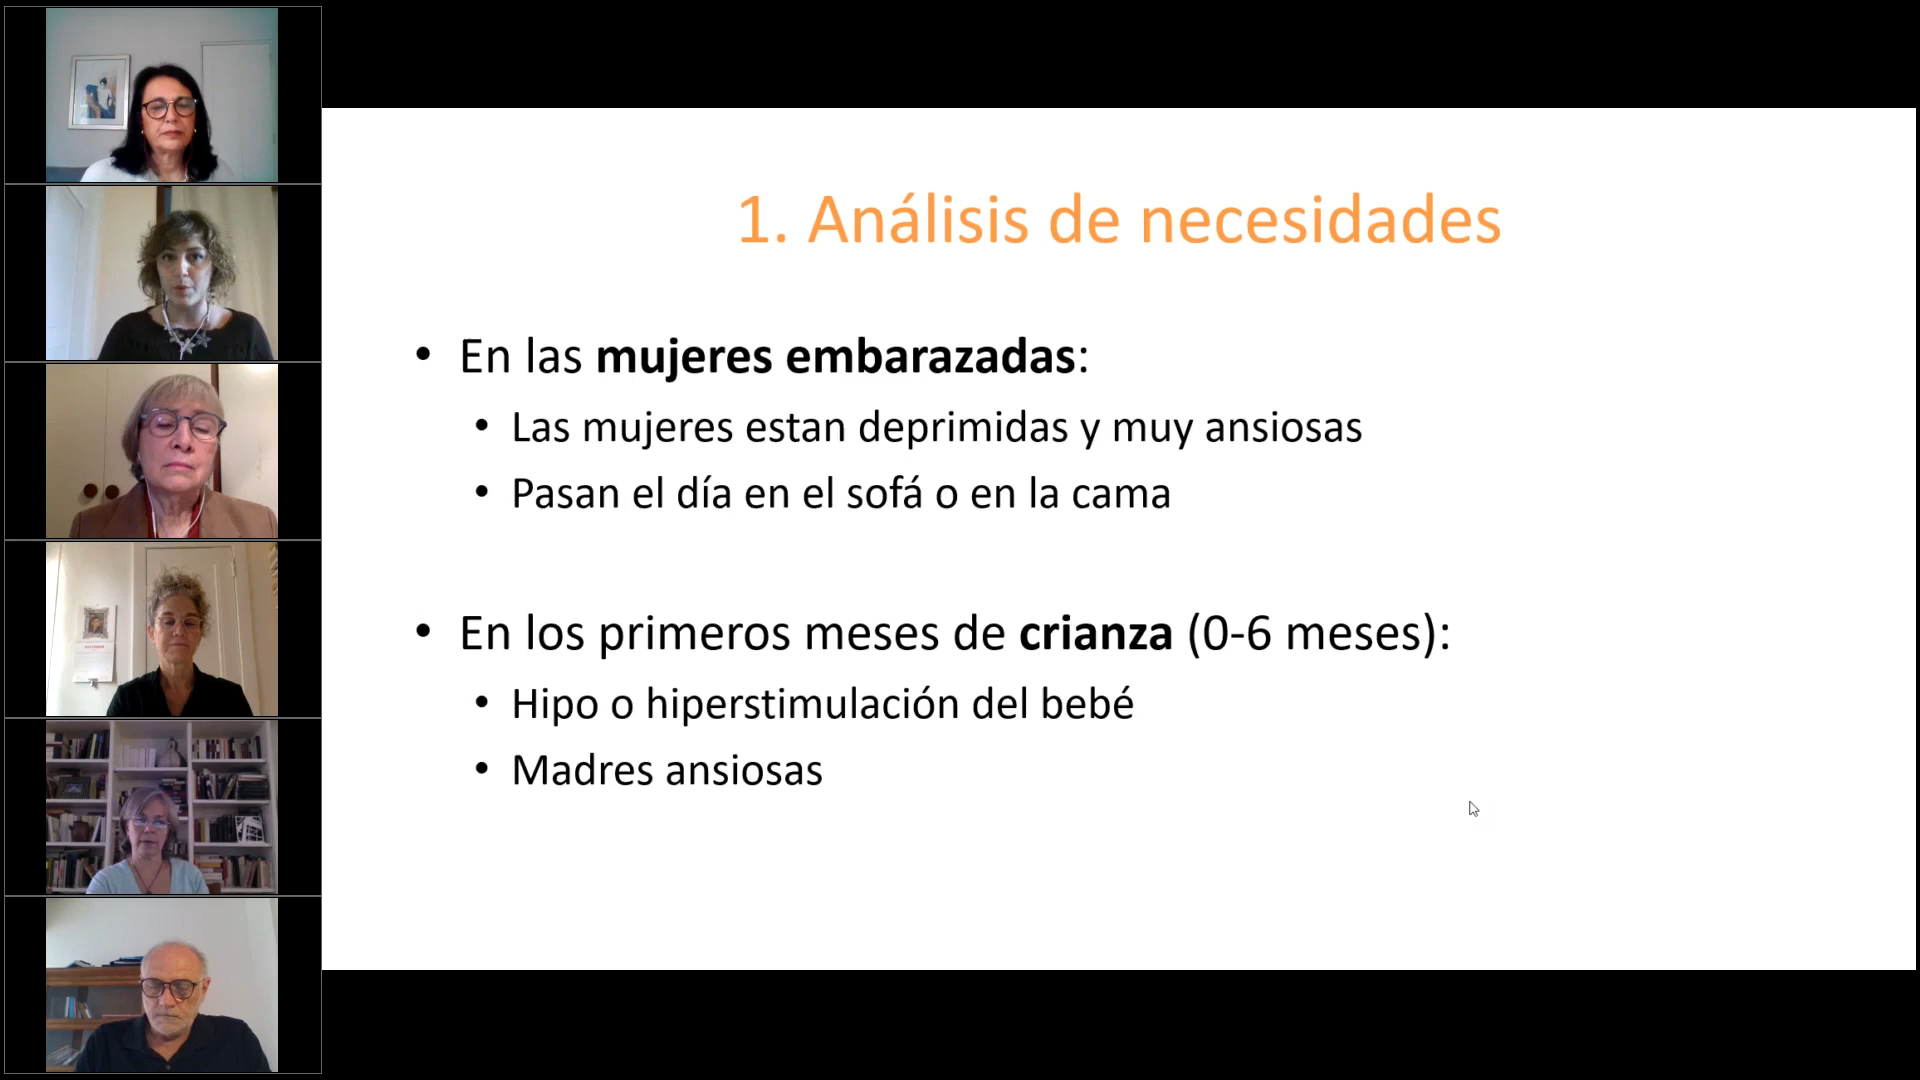 1. Análisis de necesidades
• En las mujeres embarazadas:
• Las mujeres estan deprimidas y muy ansiosas
• Pasan el día en el sofá o en la cama
• En los primeros meses de crianza (0-6 meses):
• Hipo o hiperstimulación del bebé
• Madres ansiosas